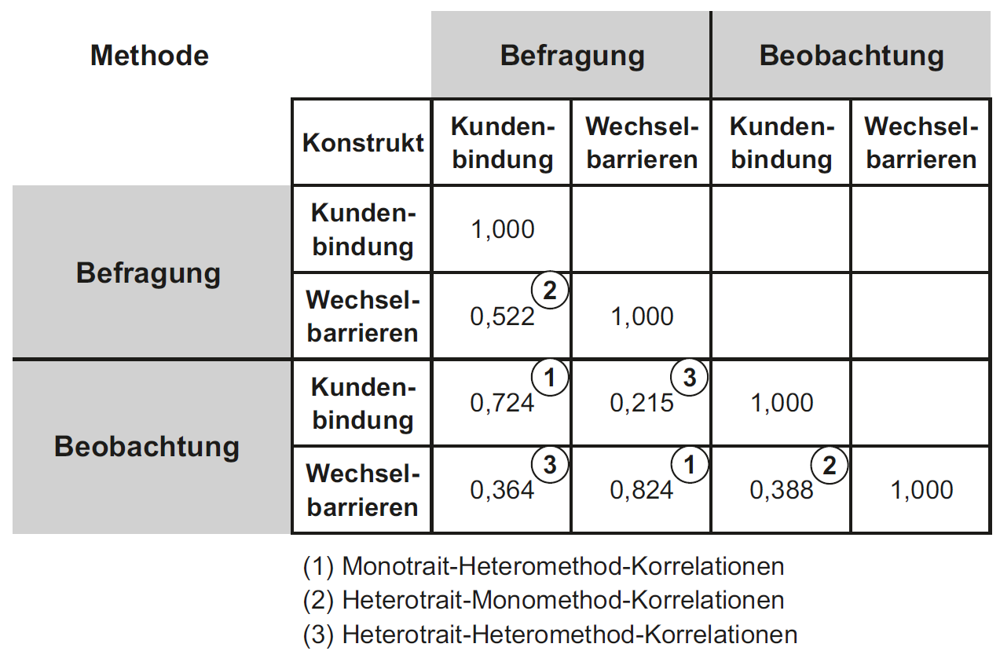 Methode Befragung Beobachtung
Konstrukt Kunden- Wechsel- Kunden- Wechsel-
bindung barrieren bindung barrieren
Befragung
Kunden-
bindung 1,000
Wechsel-
barrieren 0,522 2 1,000
Beobachtung
Kunden-
bindung 0,724 1 0,215 3 1,000
Wechsel-
barrieren 0,364 3 0,824 1 0,388 2 1,000
(1) Monotrait-Heteromethod-Korrelationen
(2) Heterotrait-Monomethod-Korrelationen
(3) Heterotrait-Heteromethod-Korrelationen